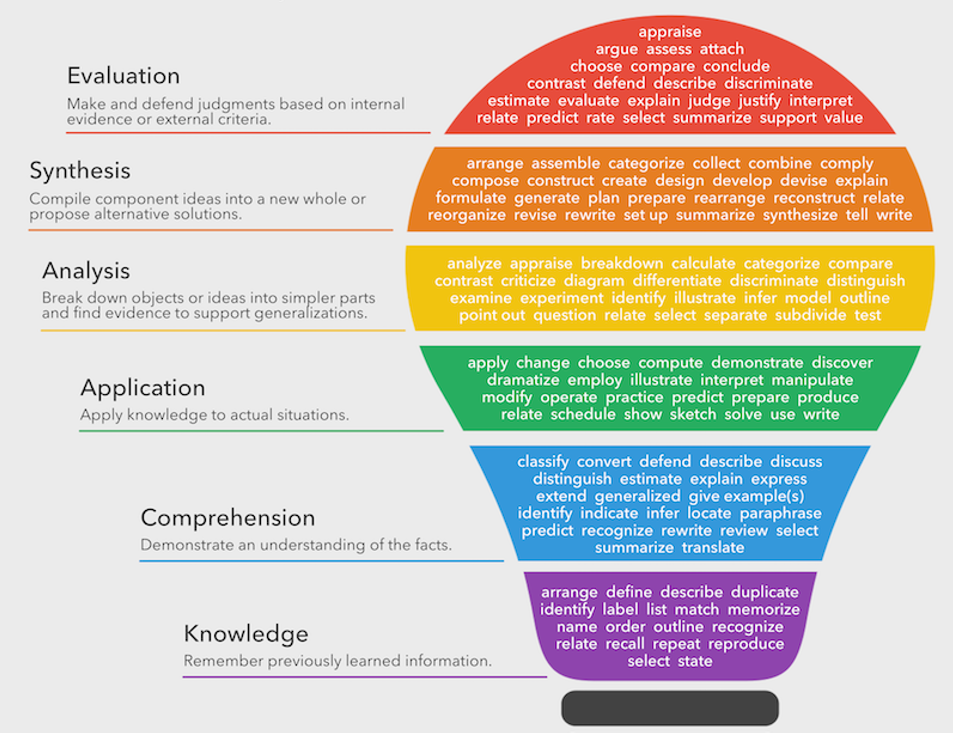 Evaluation
Make and defend judgments based on internal
evidence or external criteria.
appraise
argue assess attach
choose compare conclude
contrast defend describe discriminate
estimate evaluate explain judge justify interpret
relate predict rate select summarize support value
Synthesis
Compile component ideas into a new whole or
propose alternative solutions.
arrange assemble categorize collect combine comply
compose construct create design develop devise explain
formulate generate plan prepare rearrange reconstruct relate
reorganize revise rewrite set up summarize synthesize tell write
Analysis
Break down objects or ideas into simpler parts
and find evidence to support generalizations.
analyze appraise breakdown calculate categorize compare
contrast criticize diagram differentiate discriminate distinguish
examine experiment identify illustrate infer model outline
point out question relate select separate subdivide test
Application
Apply knowledge to actual situations.
apply change choose compute demonstrate discover
dramatize employ illustrate interpret manipulate
modify operate practice predict prepare produce
relate schedule show sketch solve use write
Comprehension
Demonstrate an understanding of the facts.
classify convert defend describe discuss
distinguish estimate explain express
extend generalized give example(s)
identify indicate infer locate paraphrase
predict recognize rewrite review select
summarize translate
Knowledge
Remember previously learned information.
arrange define describe duplicate
identify label list match memorize
name order outline recognize
relate recall repeat reproduce
select state